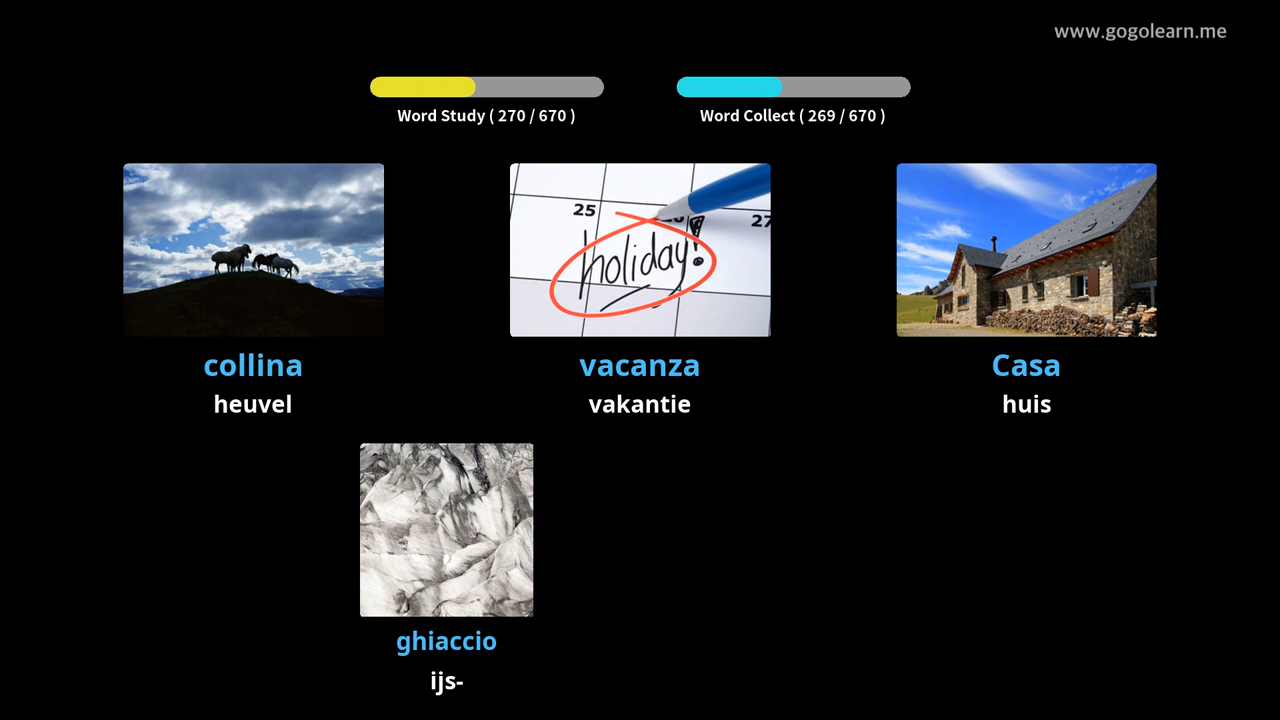 www.gogolearn.me
Word Study ( 270 / 670 )
Word Collect ( 269 / 670 )
25
27
holiday!
collina
vacanza
Casa
heuvel
vakantie
huis
ghiaccio
ijs-